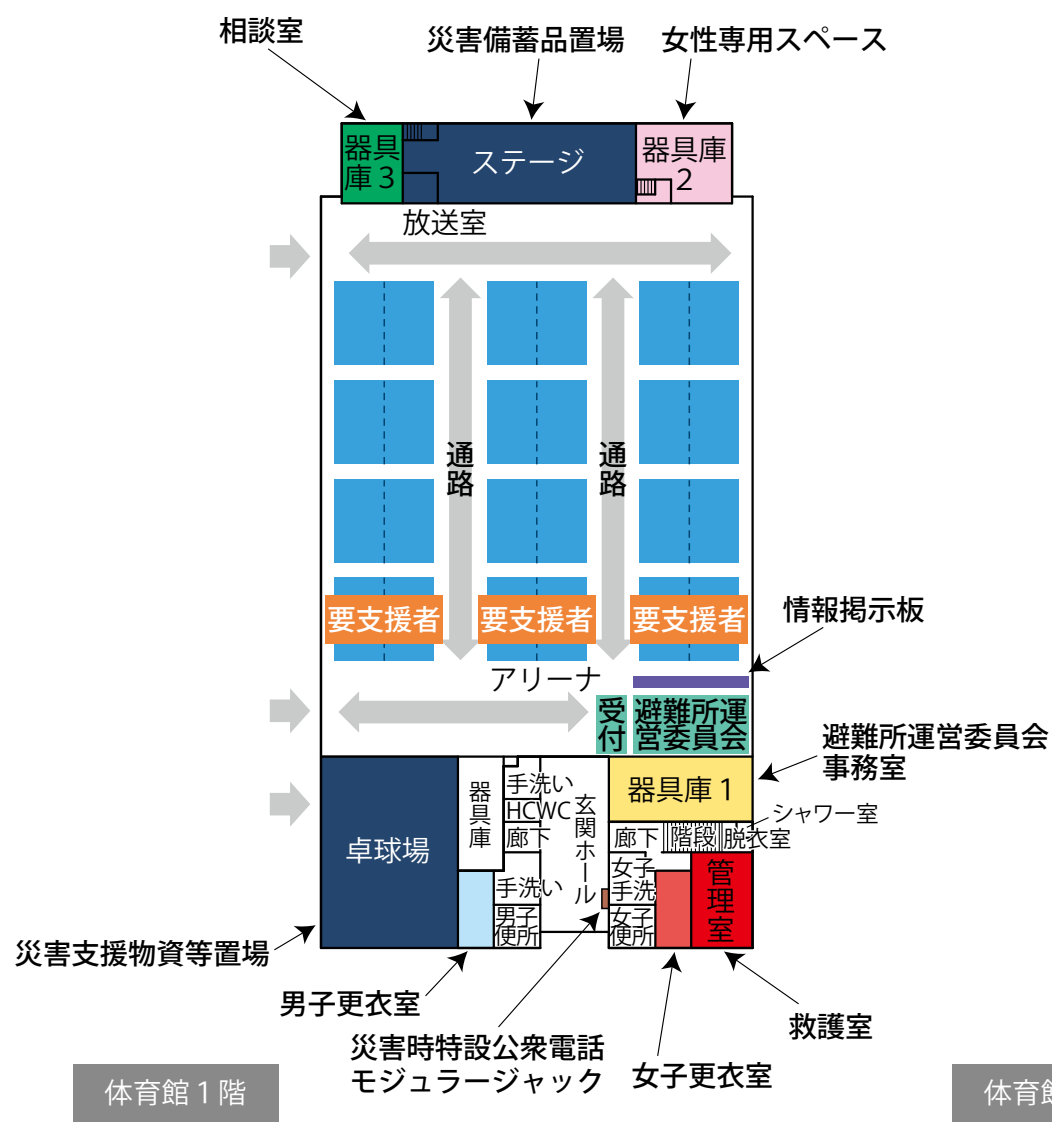 相談室
災害備蓄品置場
女性専用スペース
器具
庫3
ステージ
器具庫
2
放送室
通路
通路
要支援者
要支援者
要支援者
情報掲示板
アリーナ
受付
避難所運
営委員会
避難所運営委員会
事務室
器具庫1
手洗い
HCWC
廊下
器具庫
玄関ホール
シャワー室
廊下
階段
脱衣室
卓球場
女子
手洗
管理室
手洗い
男子
便所
女子
便所
災害支援物資等置場
男子更衣室
救護室
災害時特設公衆電話
モジュラージャック
女子更衣室
体育館1階
体育館